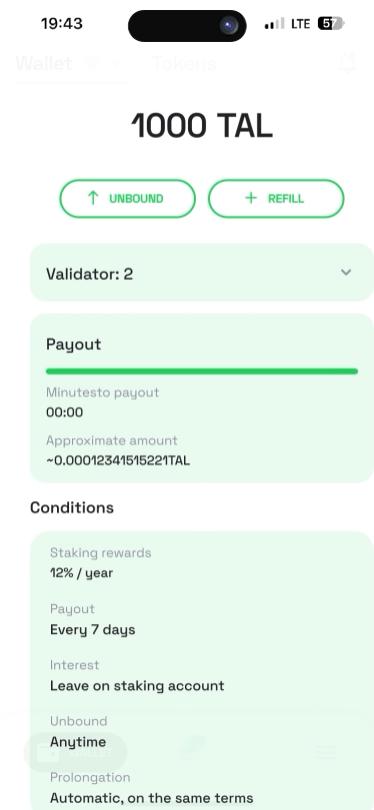 19:43
LTE
57
Wallet
Tokens
1000 TAL
UNBOUND
REFILL
Validator: 2
Payout
Minutesto payout
00:00
Approximate amount
~0.00012341515221TAL
Conditions
Staking rewards
12% / year
Payout
Every 7 days
Interest
Leave on staking account
Unbound
Anytime
Prolongation
Automatic, on the same terms